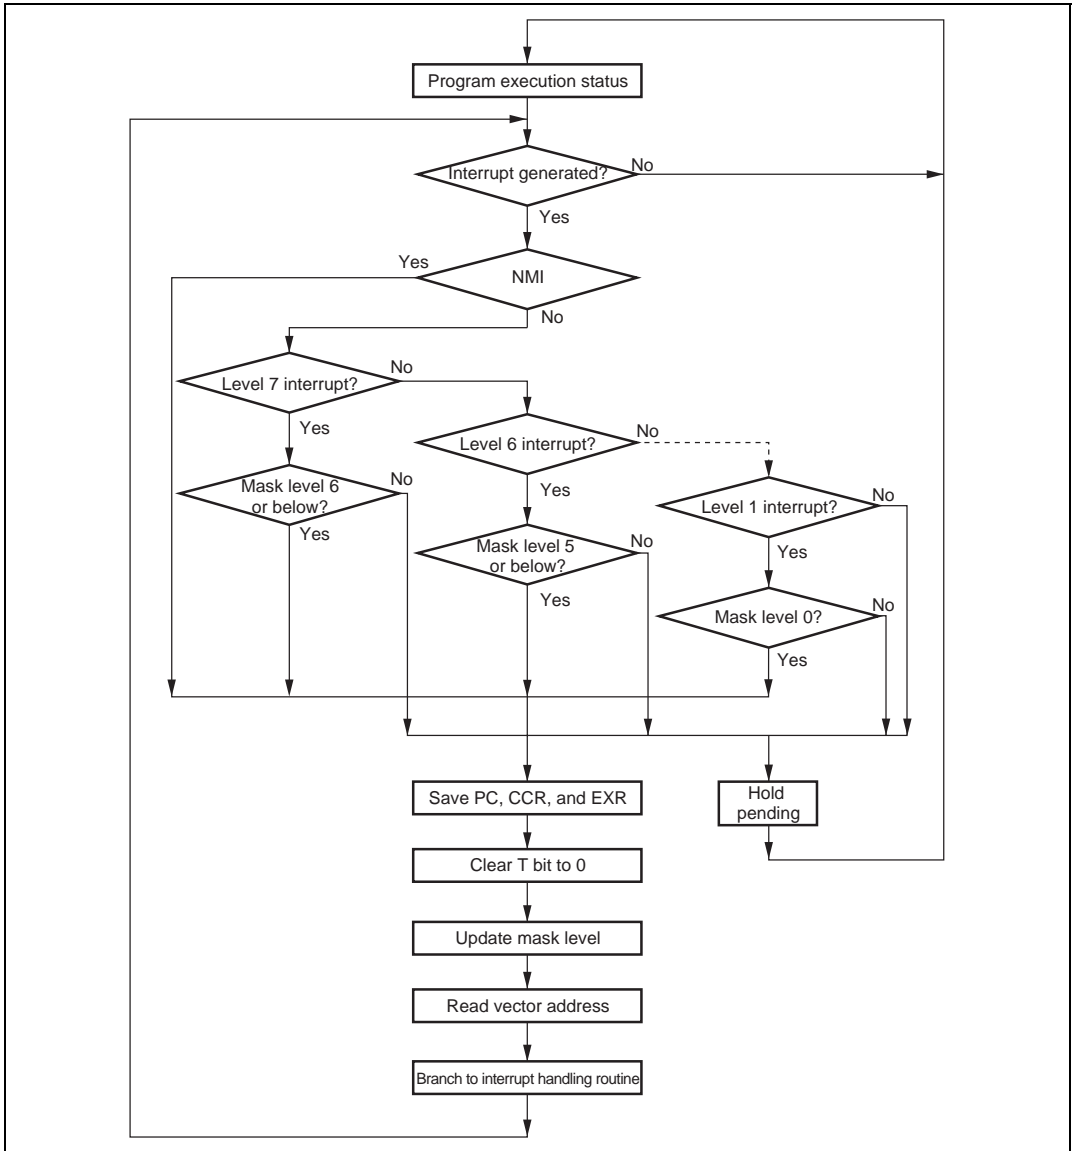 Program execution status
Interrupt generated?
No
Yes
Yes
NMI
No
Level 7 interrupt?
No
Yes
Level 6 interrupt?
No
Mask level 6
or below?
No
Yes
Yes
Level 1 interrupt?
No
Mask level 5
or below?
No
Yes
Yes
Mask level 0?
No
Yes
Save PC, CCR, and EXR
Hold
pending
Clear T bit to 0
Update mask level
Read vector address
Branch to interrupt handling routine